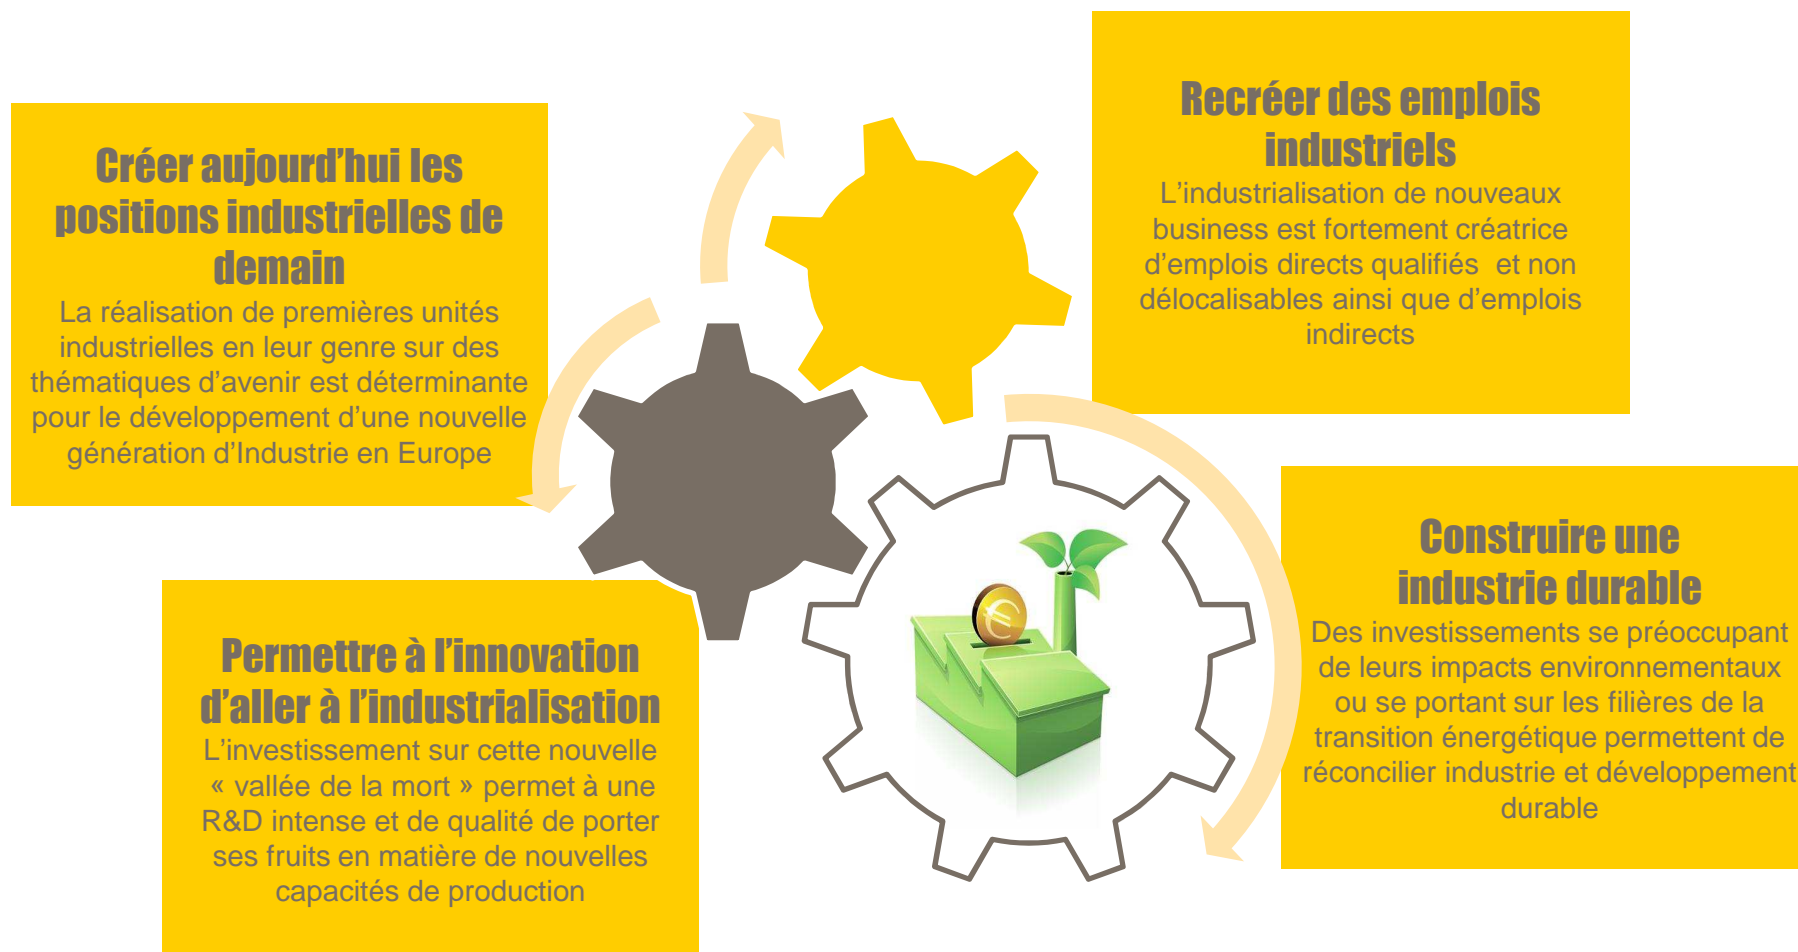 Créer aujourd’hui les
positions industrielles de
demain
La réalisation de premières unités
industrielles en leur genre sur des
thématiques d’avenir est déterminante
pour le développement d’une nouvelle
génération d’Industrie en Europe
Recréer des emplois
industriels
L’industrialisation de nouveaux
business est fortement créatrice
d’emplois directs qualifiés et non
délocalisables ainsi que d’emplois
indirects
Permettre à l’innovation
d’aller à l’industrialisation
L’investissement sur cette nouvelle
« vallée de la mort » permet à une
R&D intense et de qualité de porter
ses fruits en matière de nouvelles
capacités de production
€
Construire une
industrie durable
Des investissements se préoccupant
de leurs impacts environnementaux
ou se portant sur les filières de la
transition énergétique permettent de
réconcilier industrie et développement
durable